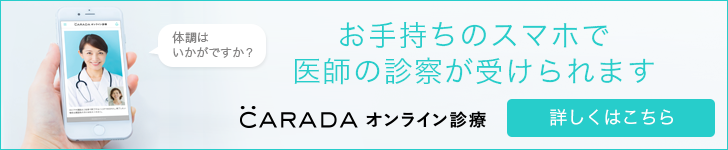 体調は
いかがですか？
お手持ちのスマホで
医師の診察が受けられます
CARADA オンライン診療
詳しくはこちら